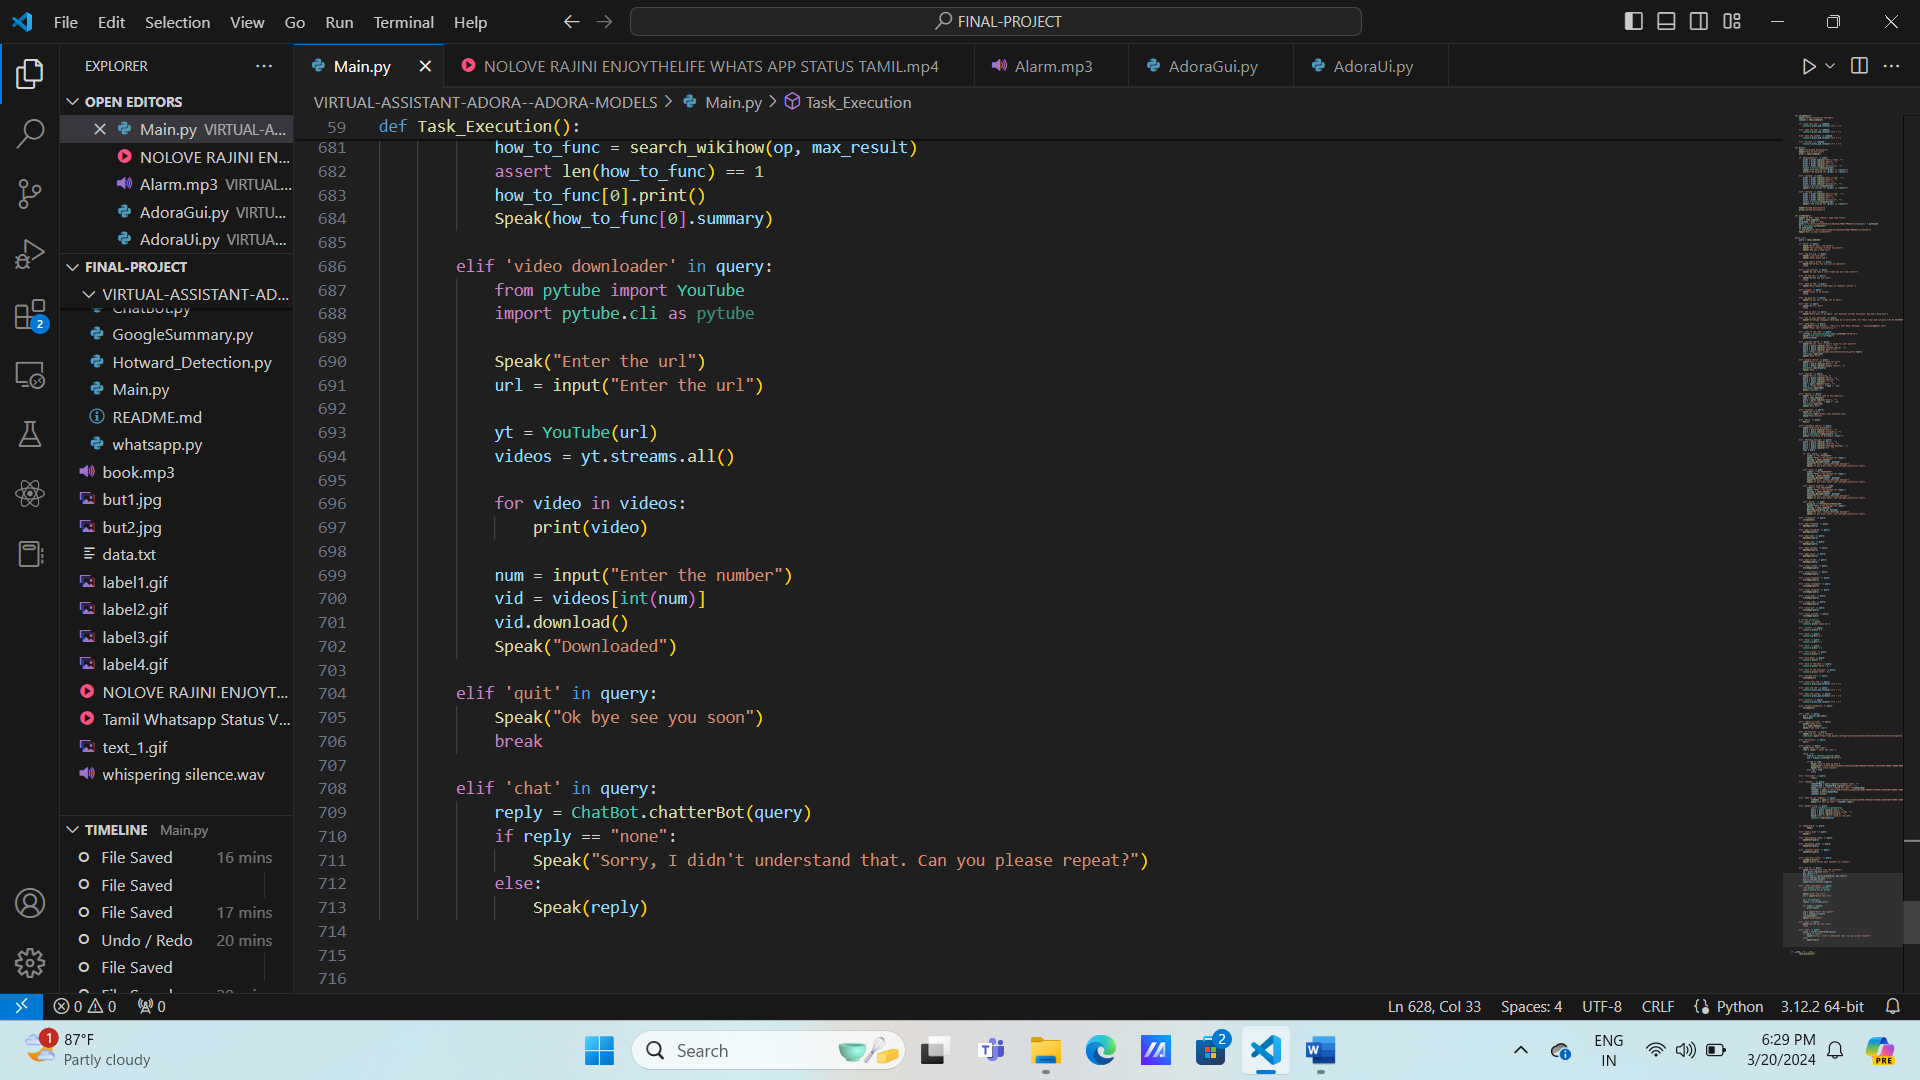 File Edit Selection View Go Run Terminal Help
FINAL-PROJECT
EXPLORER
Main.py
NOLOVE RAJINI ENJOYTHELIFE WHATS APP STATUS TAMIL.mp4
Alarm.mp3
AdoraGui.py
AdoraUi.py
OPEN EDITORS
Main.py VIRTUAL-A...
NOLOVE RAJINI EN...
Alarm.mp3 VIRTUAL...
AdoraGui.py VIRTU...
AdoraUi.py VIRTUA...
FINAL-PROJECT
VIRTUAL-ASSISTANT-AD...
ChatBot.py
GoogleSummary.py
Hotward_Detection.py
Main.py
README.md
whatsapp.py
book.mp3
but1.jpg
but2.jpg
data.txt
label1.gif
label2.gif
label3.gif
label4.gif
NOLOVE RAJINI ENJOYT...
Tamil Whatsapp Status V...
text_1.gif
whispering silence.wav
TIMELINE Main.py
File Saved 16 mins
File Saved
File Saved 17 mins
Undo / Redo 20 mins
File Saved
VIRTUAL-ASSISTANT-ADORA--ADORA-MODELS > Main.py > Task_Execution
59 def Task_Execution():
681 how_to_func = search_wikihow(op, max_result)
682 assert len(how_to_func) == 1
683 how_to_func[0].print()
684 Speak(how_to_func[0].summary)
685
686 elif 'video downloader' in query:
687 from pytube import YouTube
688 import pytube.cli as pytube
689
690 Speak("Enter the url")
691 url = input("Enter the url")
692
693 yt = YouTube(url)
694 videos = yt.streams.all()
695
696 for video in videos:
697 print(video)
698
699 num = input("Enter the number")
700 vid = videos[int(num)]
701 vid.download()
702 Speak("Downloaded")
703
704 elif 'quit' in query:
705 Speak("Ok bye see you soon")
706 break
707
708 elif 'chat' in query:
709 reply = ChatBot.chatterBot(query)
710 if reply == "none":
711 Speak("Sorry, I didn't understand that. Can you please repeat?")
712 else:
713 Speak(reply)
714
715
716
2
0 0 0
Ln 628, Col 33 Spaces: 4 UTF-8 CRLF Python 3.12.2 64-bit
1
87°F
Partly cloudy
Search
2
ENG
IN
6:29 PM
3/20/2024
PRE